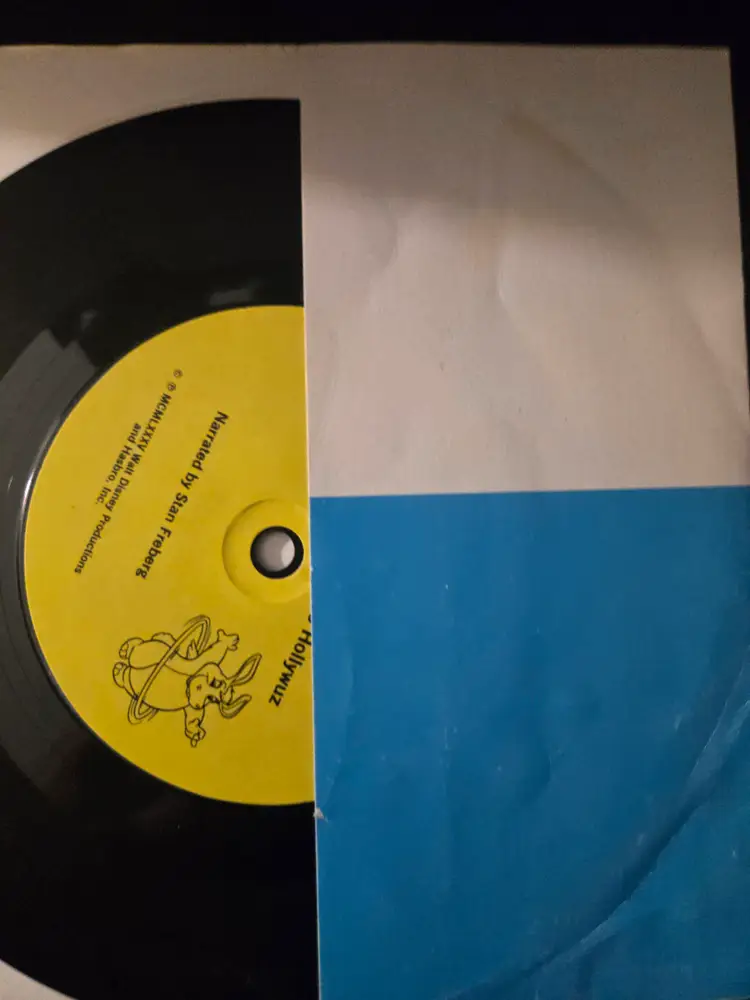 Hollywuz
Narrated by Stan Freberg
© ℗ MCMLXXXV Walt Disney Productions
and Hasbro, Inc.